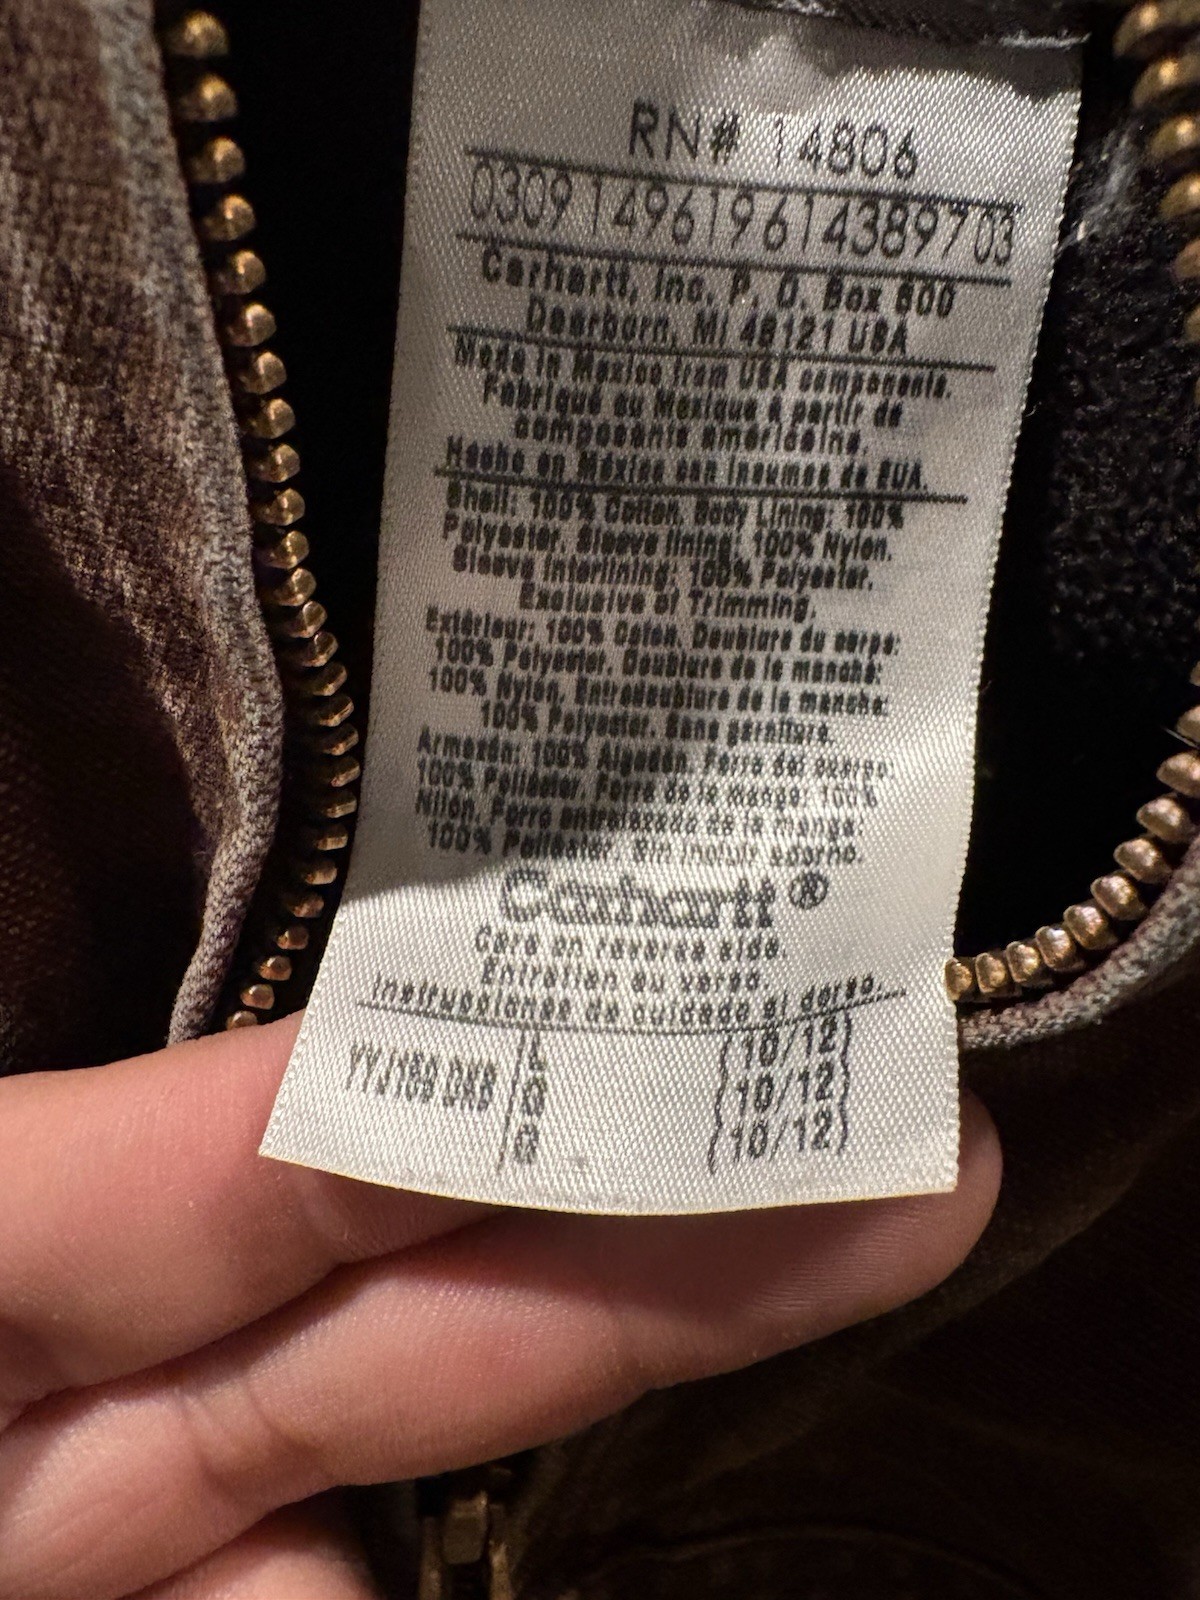 RN# 14806
0309 149619614389703
Carhartt, Inc. P. O. Box 600
Dearborn, MI 48121 USA
Made in Mexico from USA components.
Fabriqué au Mexique à partir de
composants américains.
Hecho en México con insumos de EUA.
Shell: 100% Cotton. Body Lining: 100%
Polyester. Sleeve lining: 100% Nylon.
Sleeve Interlining: 100% Polyester.
Exclusive of Trimming.
Extérieur: 100% Coton. Doublure du corps:
100% Polyester. Doublure de la manche:
100% Nylon. Entredoublure de la manche:
100% Polyester. Sans garniture.
Armazón: 100% Algodón. Forro del cuerpo:
100% Poliéster. Forro de la manga: 100%
Nilón. Forro entrelazado de la manga:
100% Poliéster. Sin incluir adorno.
Carhartt®
Care on reverse side.
Entretien au verso
Instrucciones de cuidado al dorso.
YYJ169 DKB L {10/12}
G {10/12}
G {10/12}